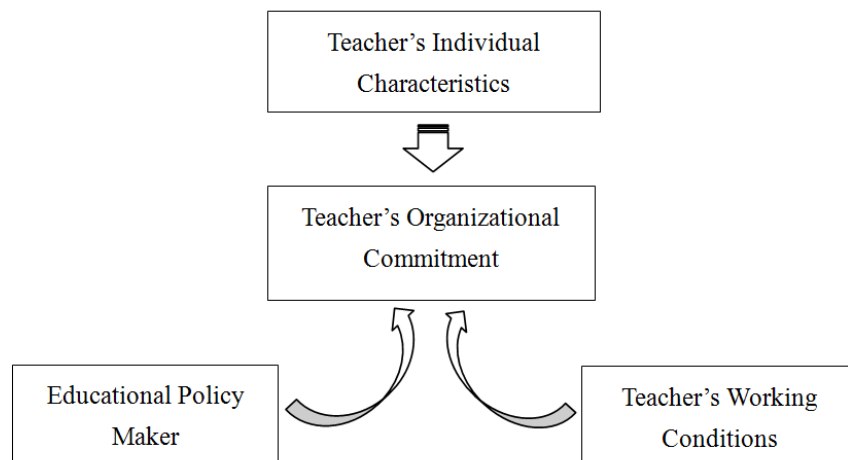 Teacher’s Individual
Characteristics
Teacher’s Organizational
Commitment
Educational Policy
Maker
Teacher’s Working
Conditions